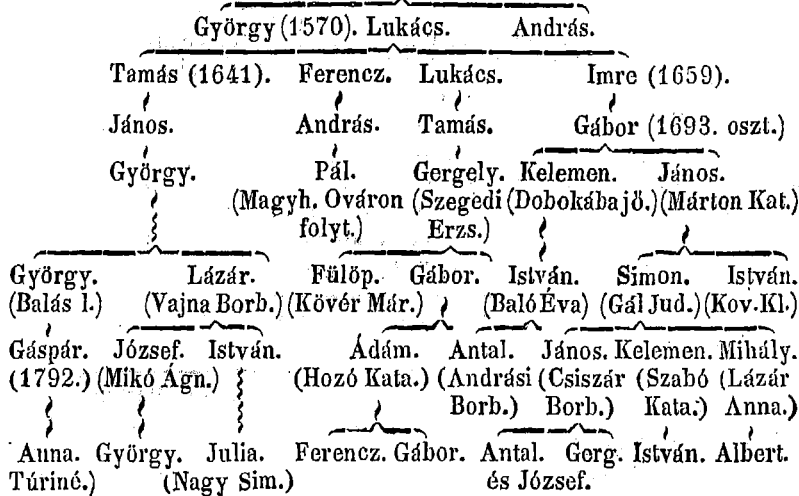 György (1570). Lukács. András.
Tamás (1641). Ferencz. Lukács. Imre (1659).
János. András. Tamás. Gábor (1693. oszt.)
György. Pál. Gergely. Kelemen. János.
(Magyh. Óváron (Szegedi (Dobokába jő.) (Márton Kat.)
folyt.) Erzs.)
György. Lázár. Fülöp. Gábor. István. Simon. István.
(Balás I.) (Vajna Borb.) (Kövér Már.) (Baló Éva) (Gál Jud.) (Kov. Kl.)
Gáspár. József. István. Ádám. Antal. János. Kelemen. Mihály.
(1792.) (Mikó Ágn.) (Hozó Kata.) (Andrási (Csiszár (Szabó (Lázár
Borb.) Borb.) Kata.) Anna.)
Anna. György. Julia. Ferencz. Gábor. Antal. Gerg. István. Albert.
Túriné.) (Nagy Sim.) és József.